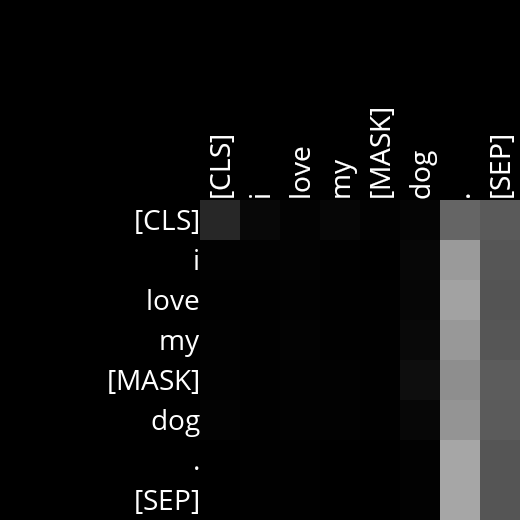 [CLS] i love my [MASK] dog . [SEP]
[CLS]
i
love
my
[MASK]
dog
.
[SEP]